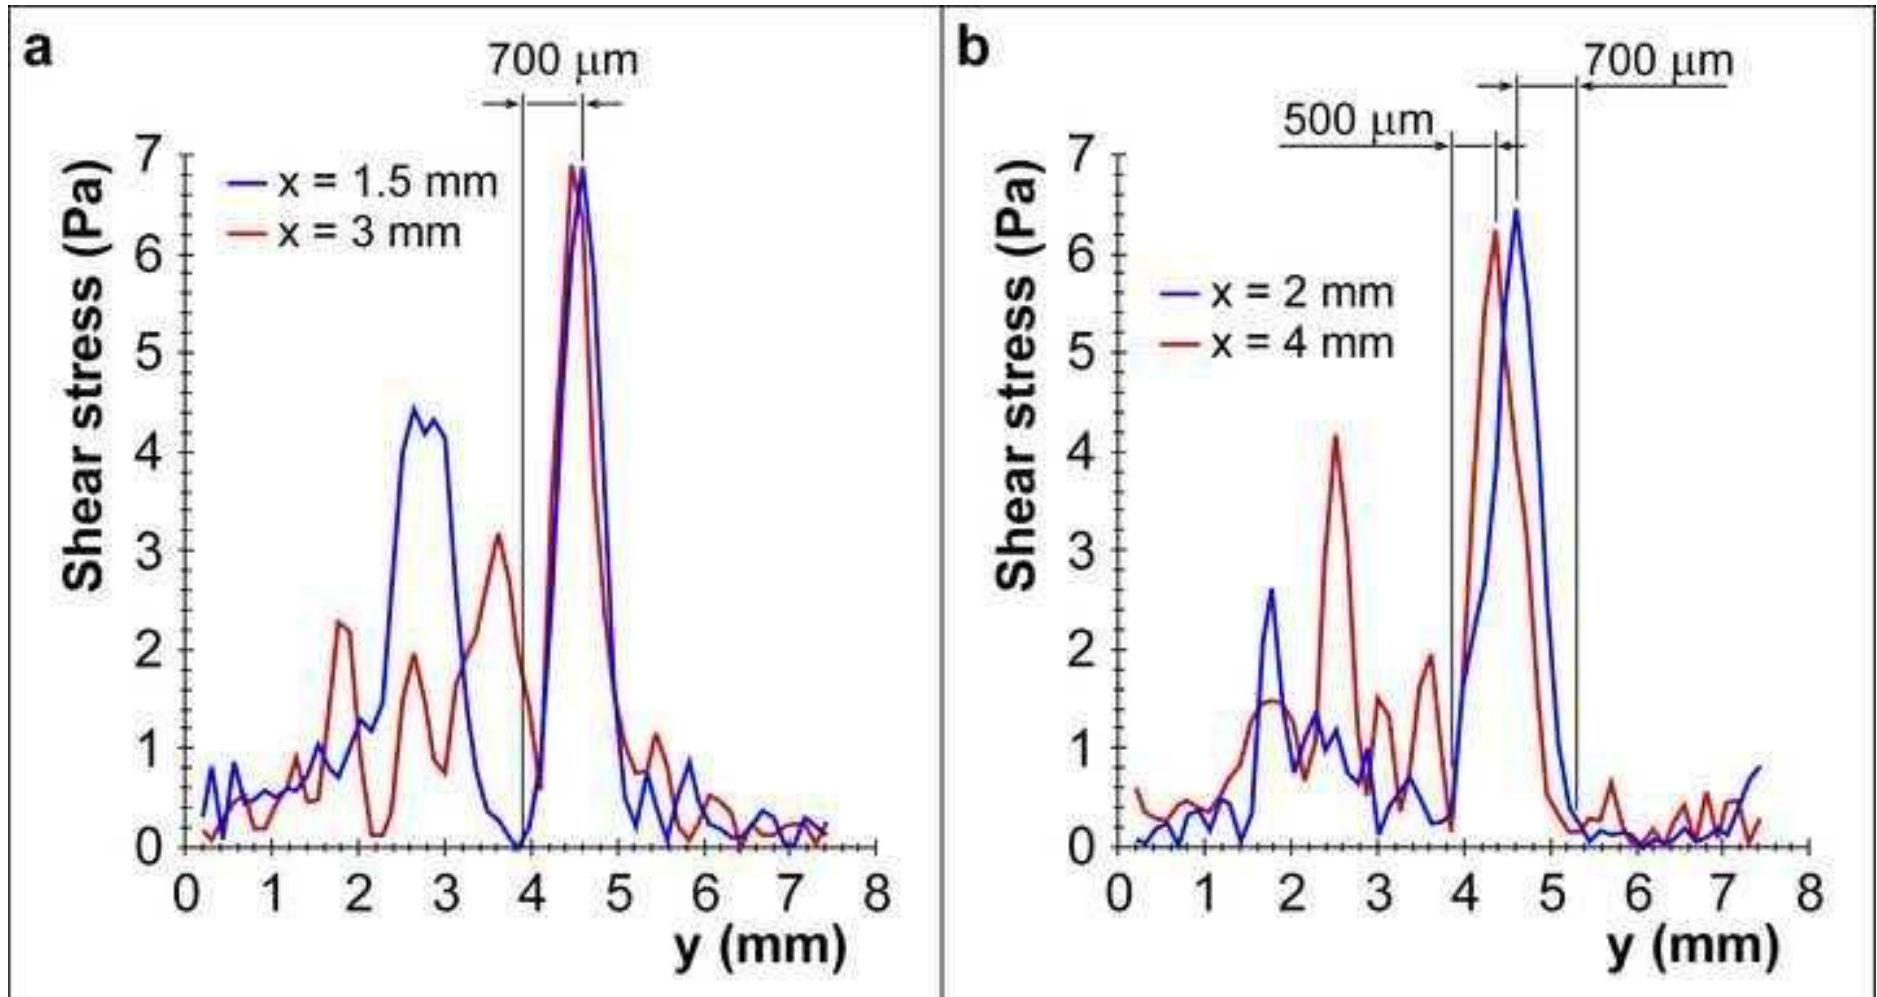 a
700 μm
x = 1.5 mm
x = 3 mm
Shear stress (Pa)
7
6
5
4
3
2
1
0
0 1 2 3 4 5 6 7 8
y (mm)
b
700 μm
500 μm
x = 2 mm
x = 4 mm
Shear stress (Pa)
7
6
5
4
3
2
1
0
0 1 2 3 4 5 6 7 8
y (mm)